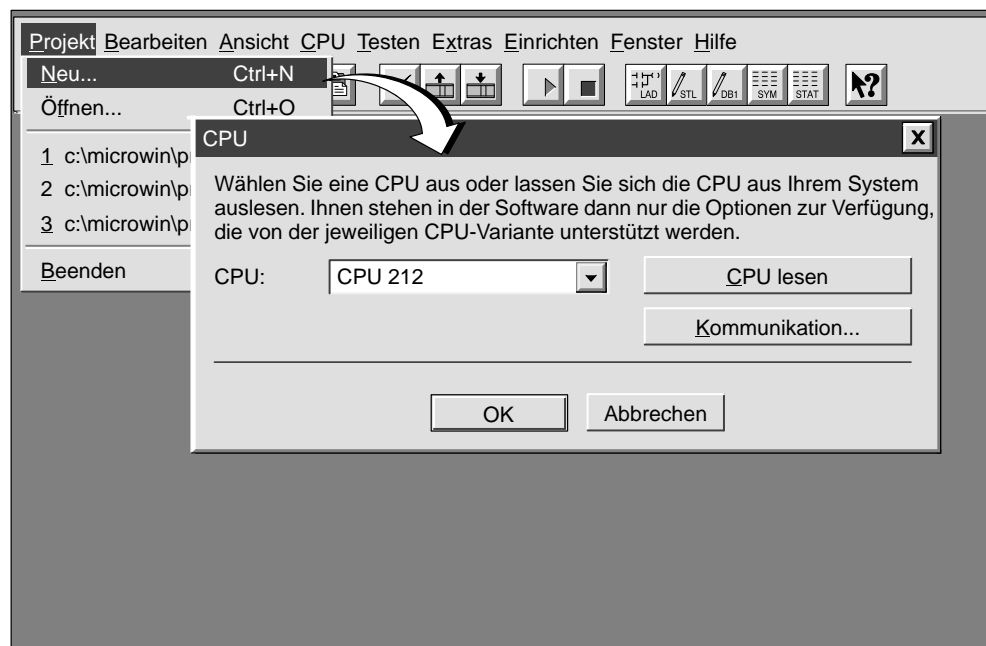 Projekt Bearbeiten Ansicht CPU Testen Extras Einrichten Fenster Hilfe
Neu... Ctrl+N
Öffnen... Ctrl+O
LAD STL DB1 SYM STAT ?
1 c:\microwin\p
2 c:\microwin\p
3 c:\microwin\p
Beenden
CPU X
Wählen Sie eine CPU aus oder lassen Sie sich die CPU aus Ihrem System
auslesen. Ihnen stehen in der Software dann nur die Optionen zur Verfügung,
die von der jeweiligen CPU-Variante unterstützt werden.
CPU: CPU 212 CPU lesen
Kommunikation...
OK Abbrechen